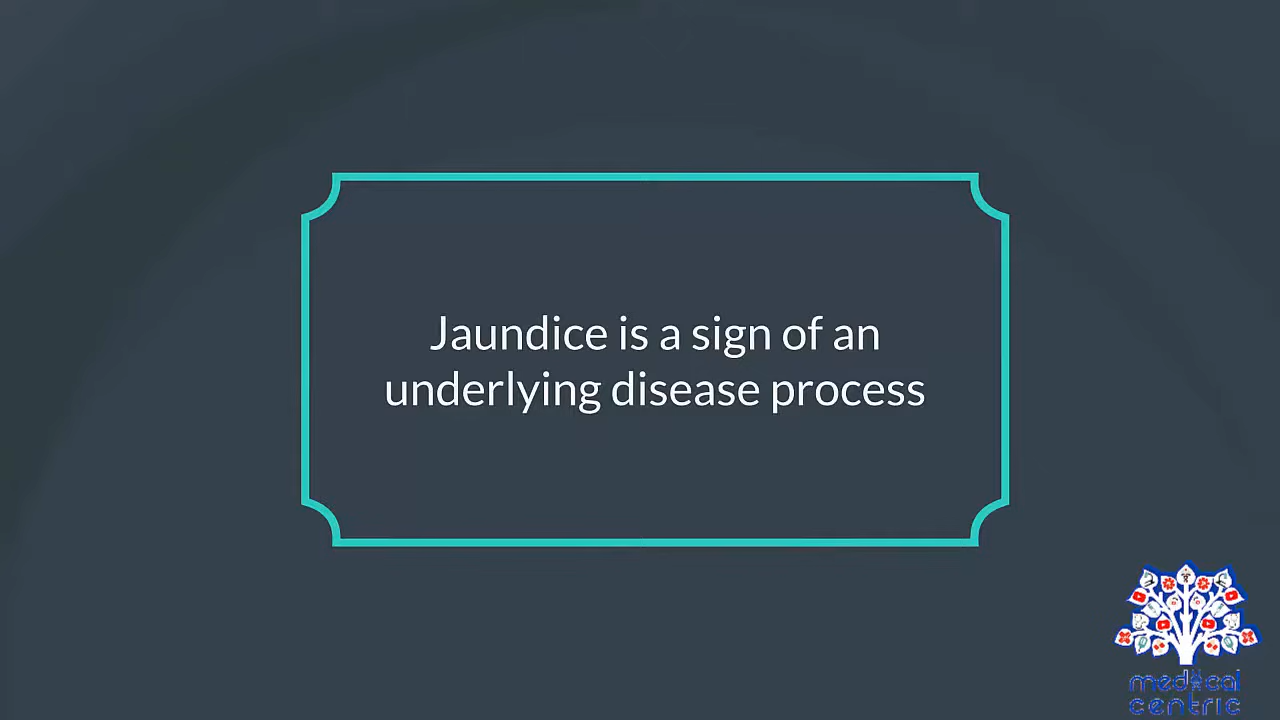 Jaundice is a sign of an
underlying disease process
medical
centric